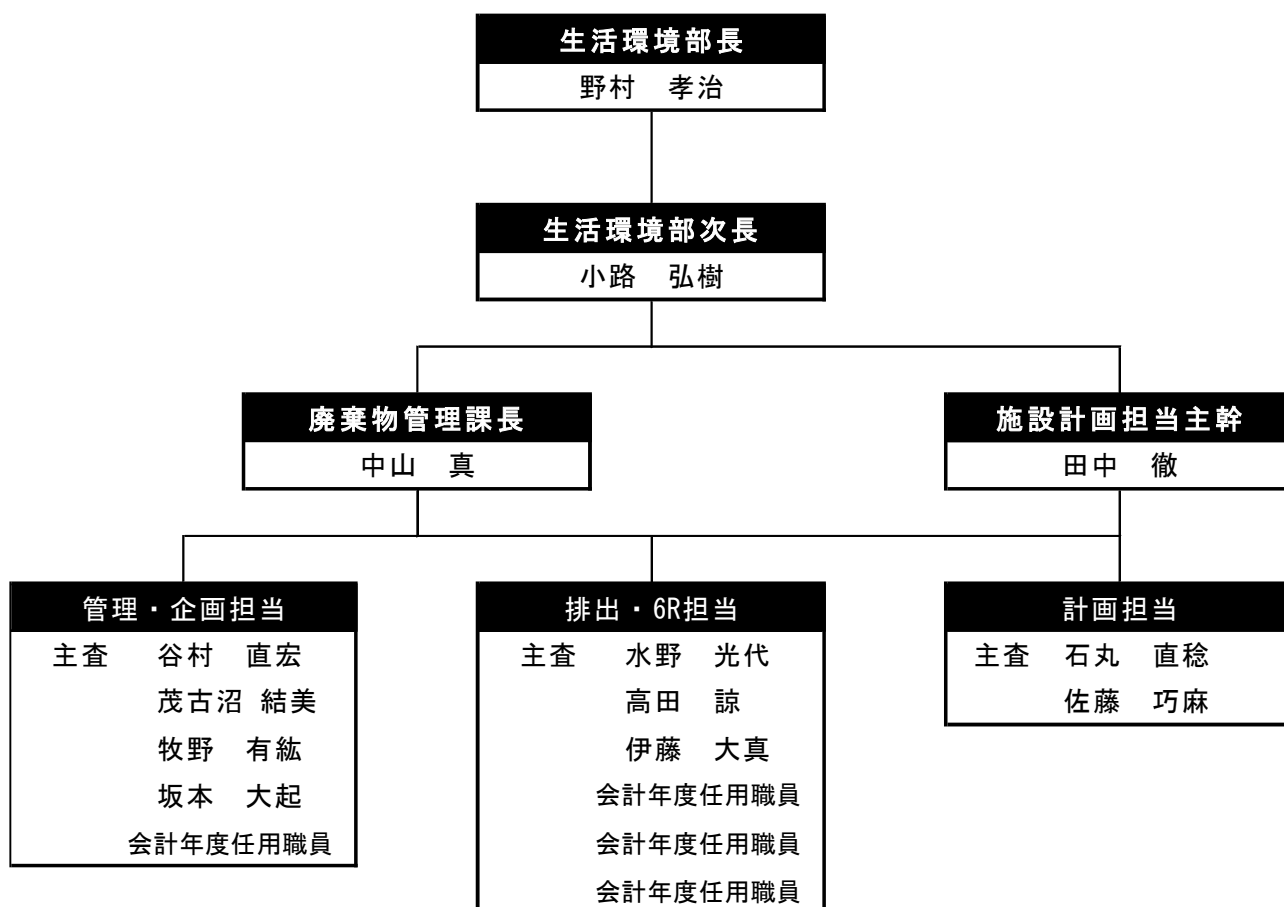 生活環境部長
野村　孝治
生活環境部次長
小路　弘樹
廃棄物管理課長
中山　真
施設計画担当主幹
田中　徹
管理・企画担当
主査　谷村　直宏
茂古沼 結美
牧野　有紘
坂本　大起
会計年度任用職員
排出・6R担当
主査　水野　光代
高田　諒
伊藤　大真
会計年度任用職員
会計年度任用職員
会計年度任用職員
計画担当
主査　石丸　直稔
佐藤　巧麻